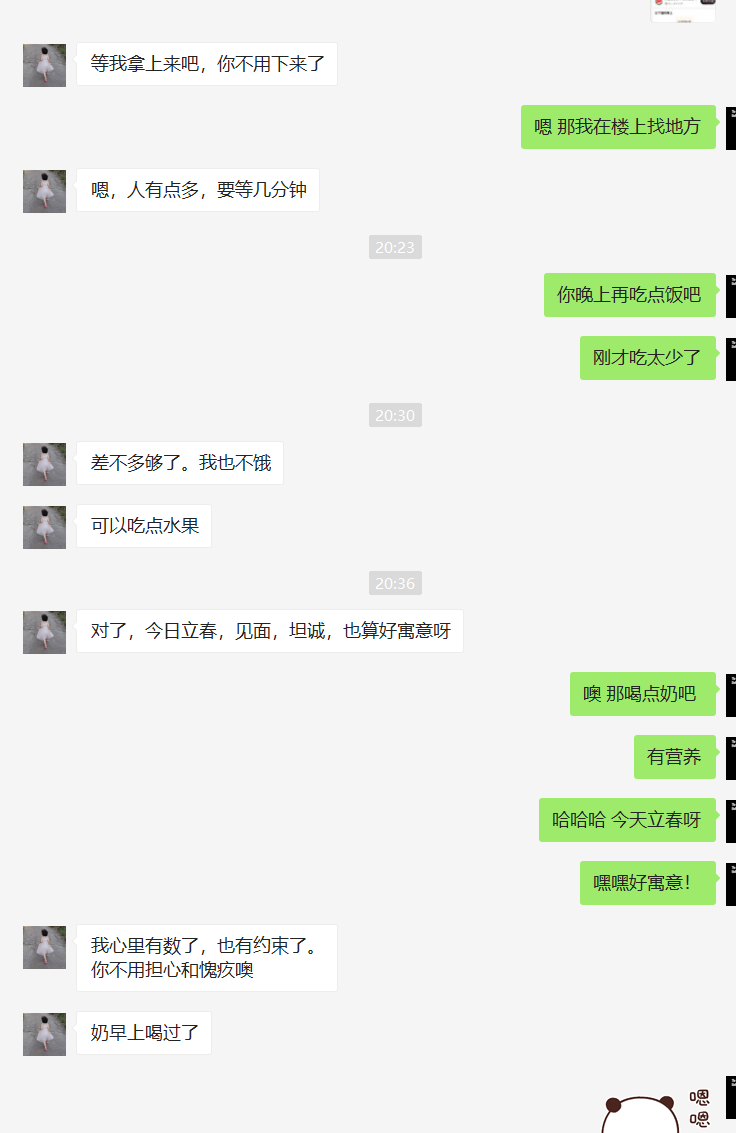 等我拿上来吧，你不用下来了
嗯 那我在楼上找地方
嗯，人有点多，要等几分钟
20:23
你晚上再吃点饭吧
刚才吃太少了
20:30
差不多够了。我也不饿
可以吃点水果
20:36
对了，今日立春，见面，坦诚，也算好寓意呀
噢 那喝点奶吧
有营养
哈哈哈 今天立春呀
嘿嘿好寓意！
我心里有数了，也有约束了。
你不用担心和愧疚噢
奶早上喝过了
嗯
嗯